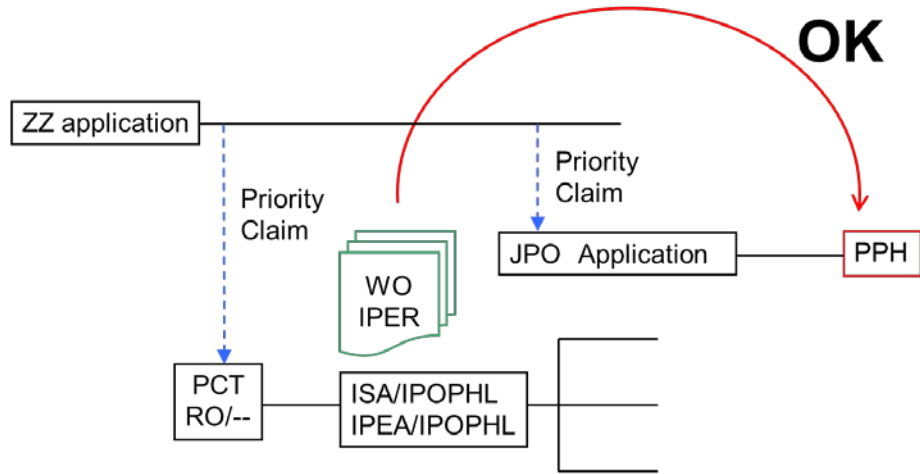 OK
ZZ application
Priority
Claim
Priority
Claim
JPO Application
PPH
WO
IPER
PCT
RO/--
ISA/IPOPHL
IPEA/IPOPHL